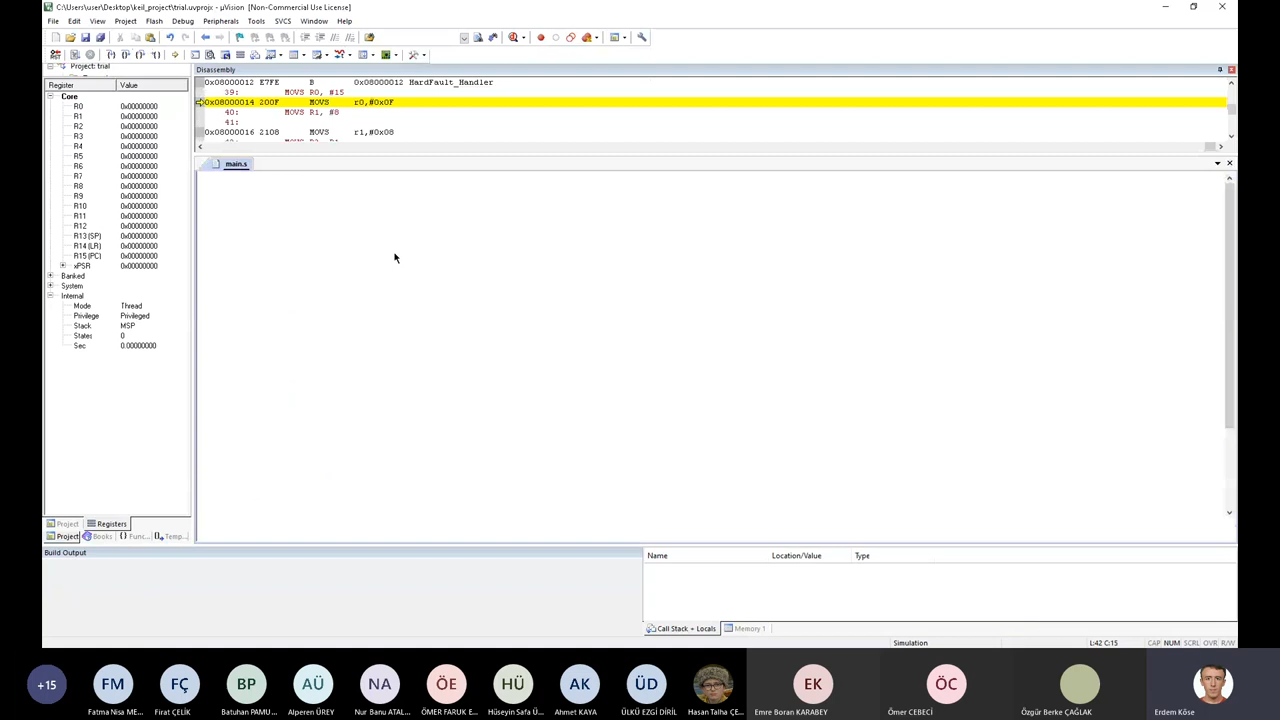 C:\Users\user\Desktop\keil_project\trial.uvprojx - µVision [Non-Commercial Use License]
File Edit View Project Flash Debug Peripherals Tools SVCS Window Help
Project: trial
Register Value
Core
R0 0x00000000
R1 0x00000000
R2 0x00000000
R3 0x00000000
R4 0x00000000
R5 0x00000000
R6 0x00000000
R7 0x00000000
R8 0x00000000
R9 0x00000000
R10 0x00000000
R11 0x00000000
R12 0x00000000
R13 (SP) 0x00000000
R14 (LR) 0x00000000
R15 (PC) 0x00000000
xPSR 0x00000000
Banked
System
Internal
Mode Thread
Privilege Privileged
Stack MSP
States 0
Sec 0.00000000
Project Registers
Project Books Func... Temp...
Disassembly
0x08000012 E7FE B 0x08000012 HardFault_Handler
39: MOVS R0, #15
0x08000014 200F MOVS r0,#0x0F
40: MOVS R1, #8
41:
0x08000016 2108 MOVS r1,#0x08
main.s
Build Output
Name Location/Value Type
Call Stack + Locals Memory 1
Simulation L:42 C:15 CAP NUM SCRL OVR R/W
+15 FM FÇ BP AÜ NA ÖE HÜ AK ÜD EK ÖC
Fatma Nisa ME... Firat ÇELİK Batuhan PAMU... Alperen ÜREY Nur Banu ATAL... ÖMER FARUK E... Hüseyin Safa Ü... Ahmet KAYA ÜLKÜ EZGİ DİRİL Hasan Talha ÇE... Emre Boran KARABEY Ömer CEBECİ Özgür Berke ÇAĞLAK Erdem Köse